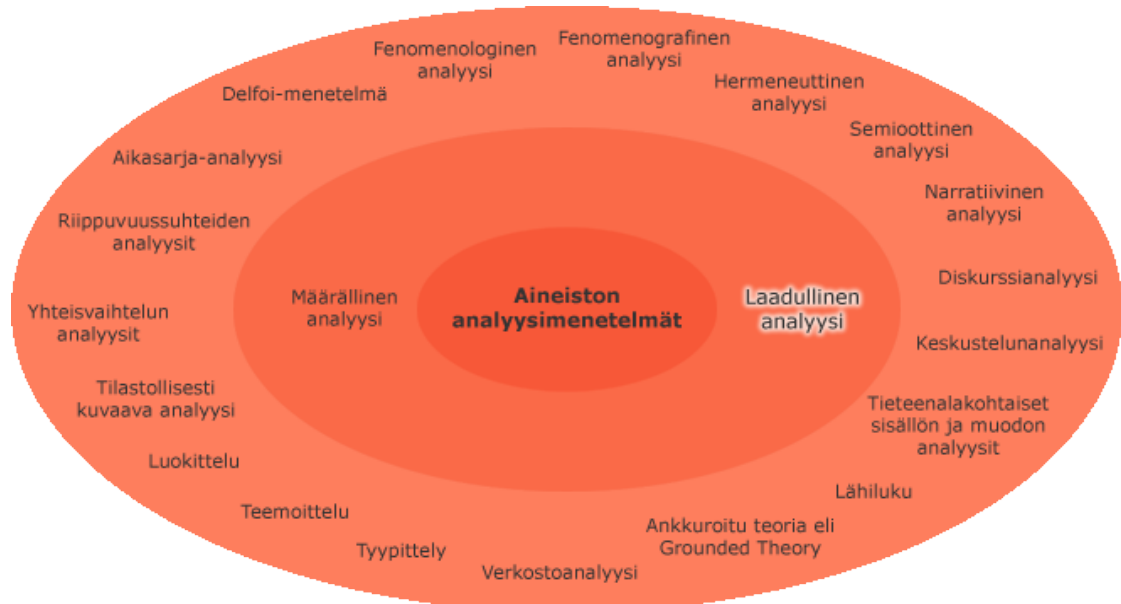 Fenomenologinen
analyysi
Fenomenografinen
analyysi
Hermeneuttinen
analyysi
Delfoi-menetelmä
Semioottinen
analyysi
Aikasarja-analyysi
Narratiivinen
analyysi
Riippuvuussuhteiden
analyysit
Diskurssianalyysi
Määrällinen
analyysi
Aineiston
analyysimenetelmät
Laadullinen
analyysi
Yhteisvaihtelun
analyysit
Keskustelunanalyysi
Tilastollisesti
kuvaava analyysi
Tieteenalakohtaiset
sisällön ja muodon
analyysit
Luokittelu
Lähiluku
Teemoittelu
Ankkuroitu teoria eli
Grounded Theory
Tyypittely
Verkostoanalyysi